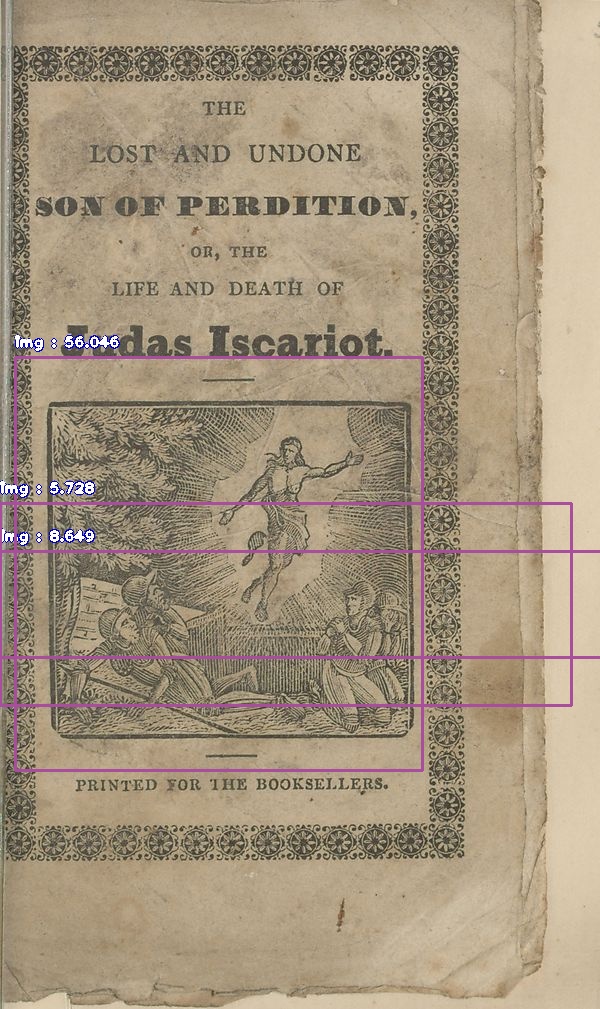 THE
LOST AND UNDONE
SON OF PERDITION,
OR, THE
LIFE AND DEATH OF
Img : 56.046
Judas Iscariot.
Img : 5.728
Img : 8.649
PRINTED FOR THE BOOKSELLERS.